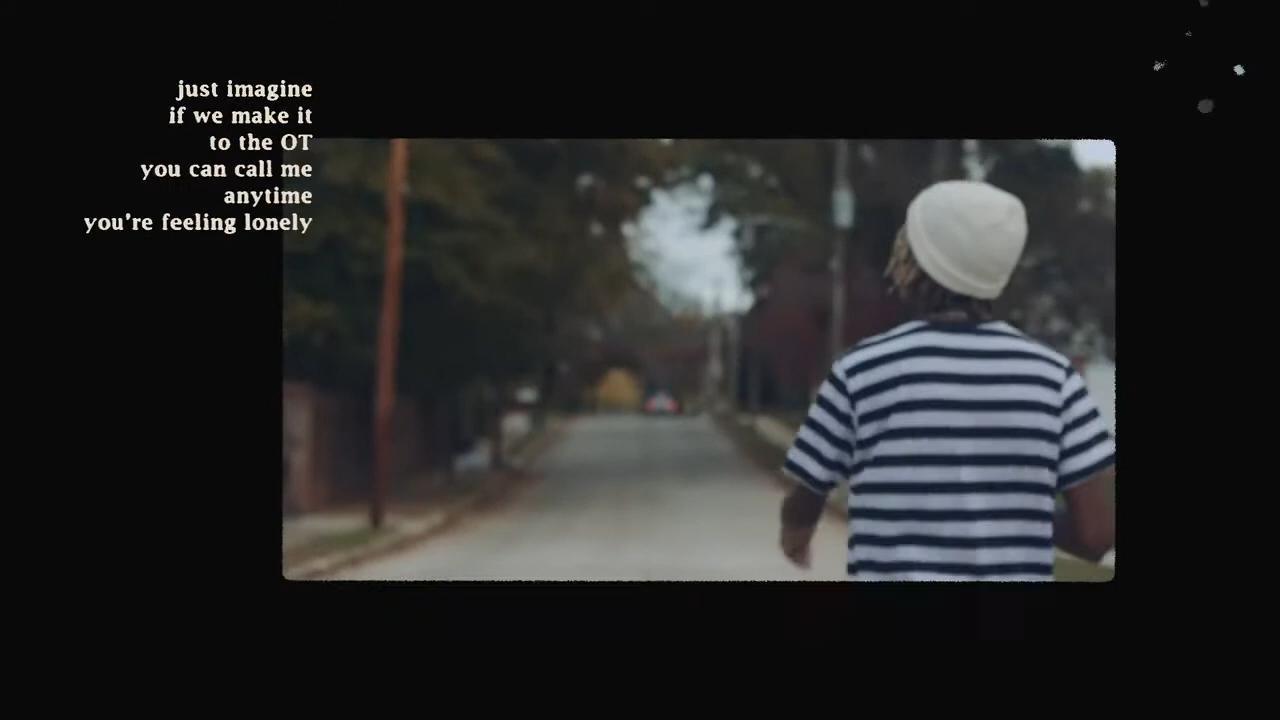 just imagine
if we make it
to the OT
you can call me
anytime
you're feeling lonely